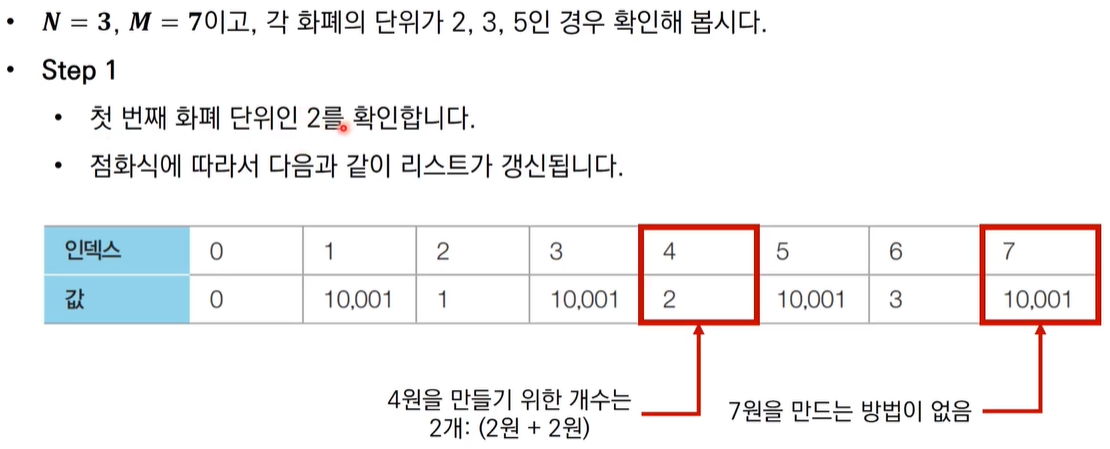 • N = 3, M = 7이고, 각 화폐의 단위가 2, 3, 5인 경우 확인해 봅시다.
• Step 1
• 첫 번째 화폐 단위인 2를 확인합니다.
• 점화식에 따라서 다음과 같이 리스트가 갱신됩니다.
인덱스 0 1 2 3 4 5 6 7
값 0 10,001 1 10,001 2 10,001 3 10,001
4원을 만들기 위한 개수는
2개: (2원 + 2원)
7원을 만드는 방법이 없음